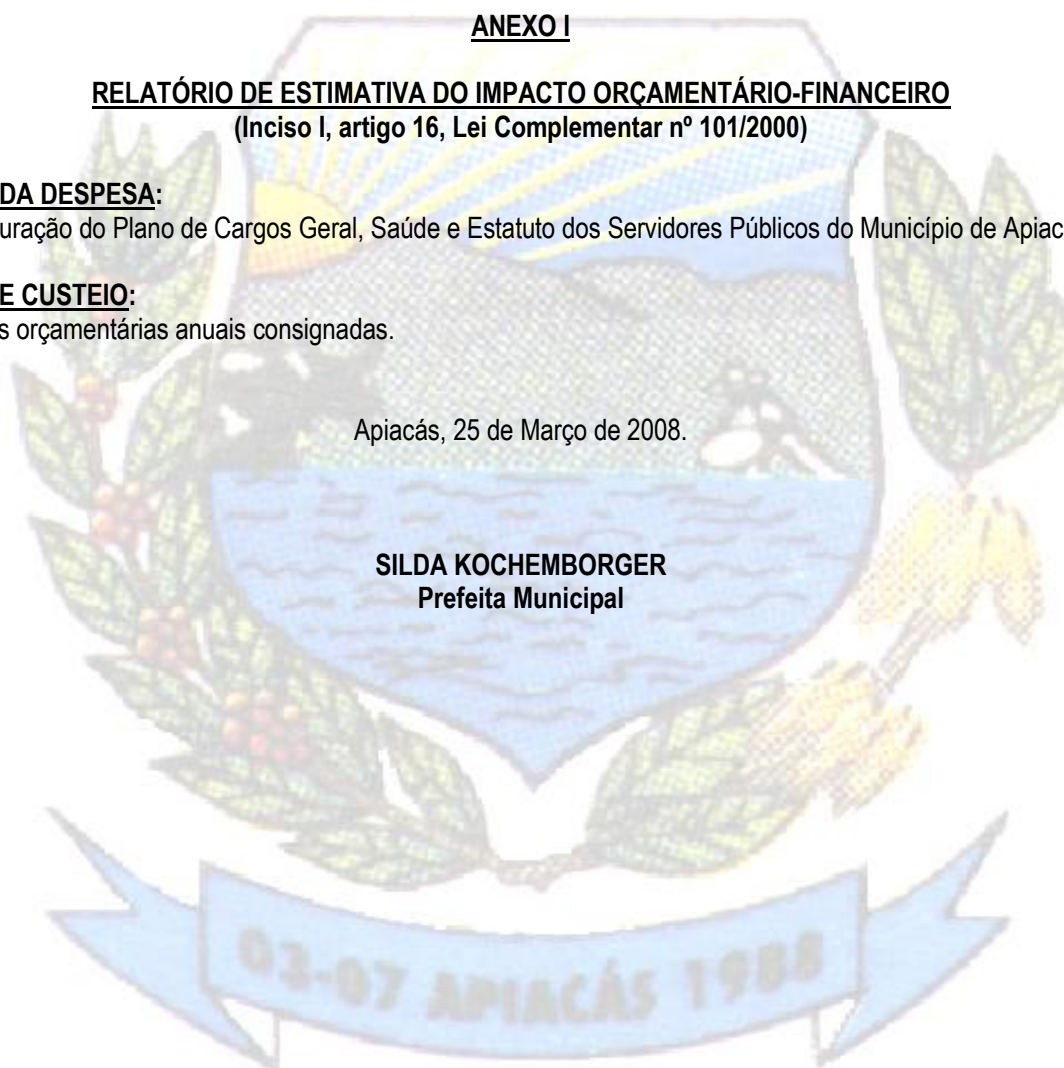 ANEXO I
RELATÓRIO DE ESTIMATIVA DO IMPACTO ORÇAMENTÁRIO-FINANCEIRO
(Inciso I, artigo 16, Lei Complementar nº 101/2000)
DA DESPESA:
uração do Plano de Cargos Geral, Saúde e Estatuto dos Servidores Públicos do Município de Apiac
E CUSTEIO:
s orçamentárias anuais consignadas.
Apiacás, 25 de Março de 2008.
SILDA KOCHEMBORGER
Prefeita Municipal
03-07 APIACÁS 1988